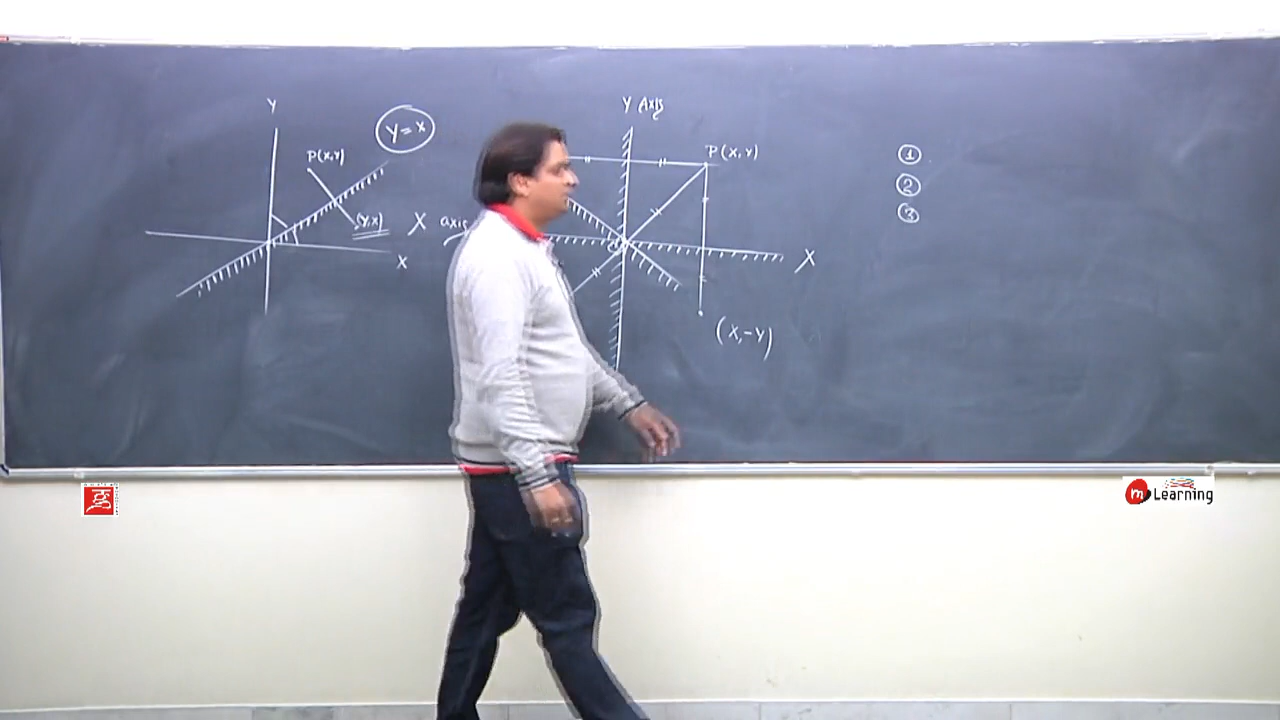 Y
Y = X
P(X,Y)
(Y,X)
X
Y Axis
P(X,Y)
X axis
X
(X,-Y)
1
2
3
m Learning